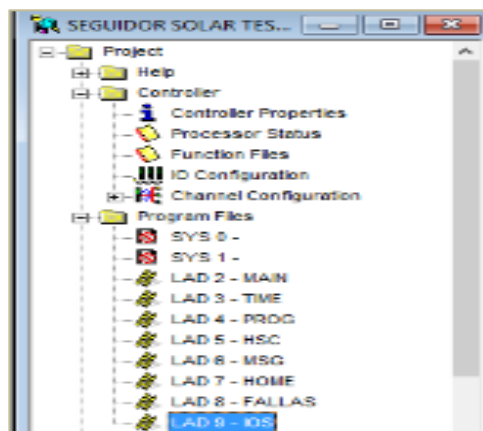 SEGUIDOR SOLAR TES...
Project
Help
Controller
Controller Properties
Processor Status
Function Files
IO Configuration
Channel Configuration
Program Files
SYS 0 -
SYS 1 -
LAD 2 - MAIN
LAD 3 - TIME
LAD 4 - PROG
LAD 5 - HSC
LAD 6 - MSG
LAD 7 - HOME
LAD 8 - FALLAS
LAD 9 - IOS